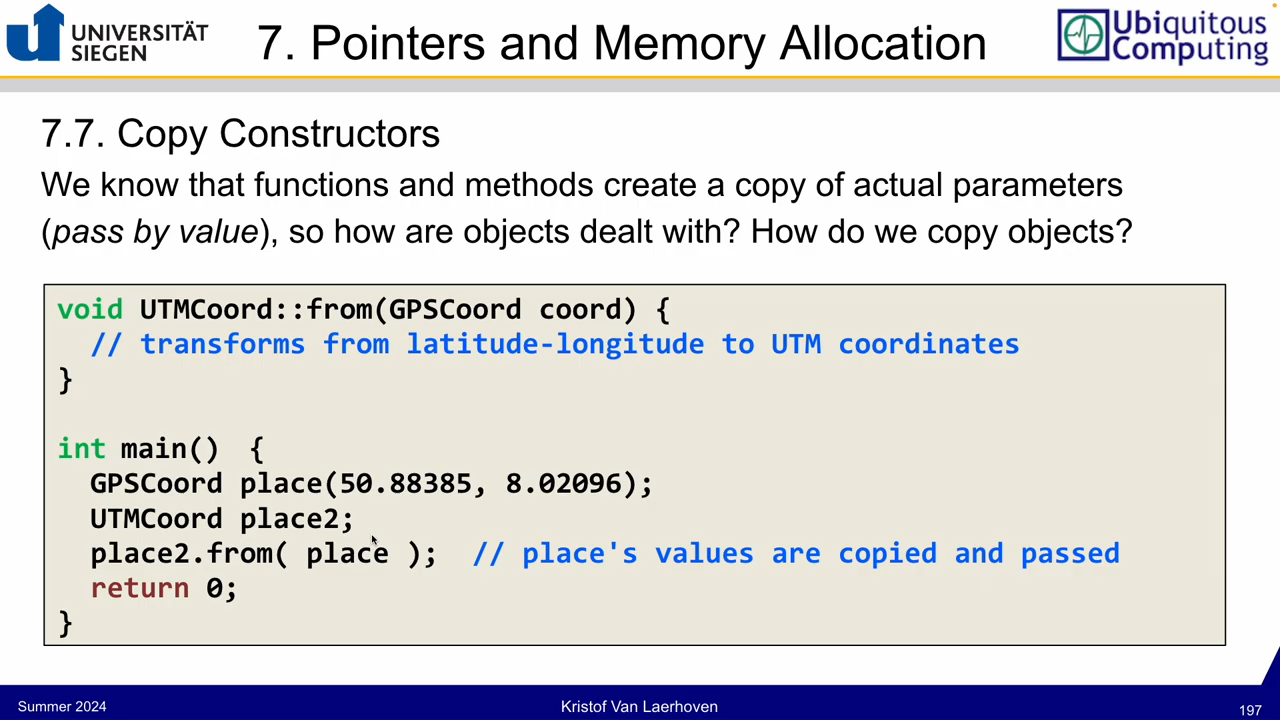 UNIVERSITÄT
SIEGEN
7. Pointers and Memory Allocation
Ubiquitous
Computing
7.7. Copy Constructors
We know that functions and methods create a copy of actual parameters
(pass by value), so how are objects dealt with? How do we copy objects?
void UTMCoord::from(GPSCoord coord) {
  // transforms from latitude-longitude to UTM coordinates
}
int main() {
  GPSCoord place(50.88385, 8.02096);
  UTMCoord place2;
  place2.from( place );  // place's values are copied and passed
  return 0;
}
Summer 2024
Kristof Van Laerhoven
197